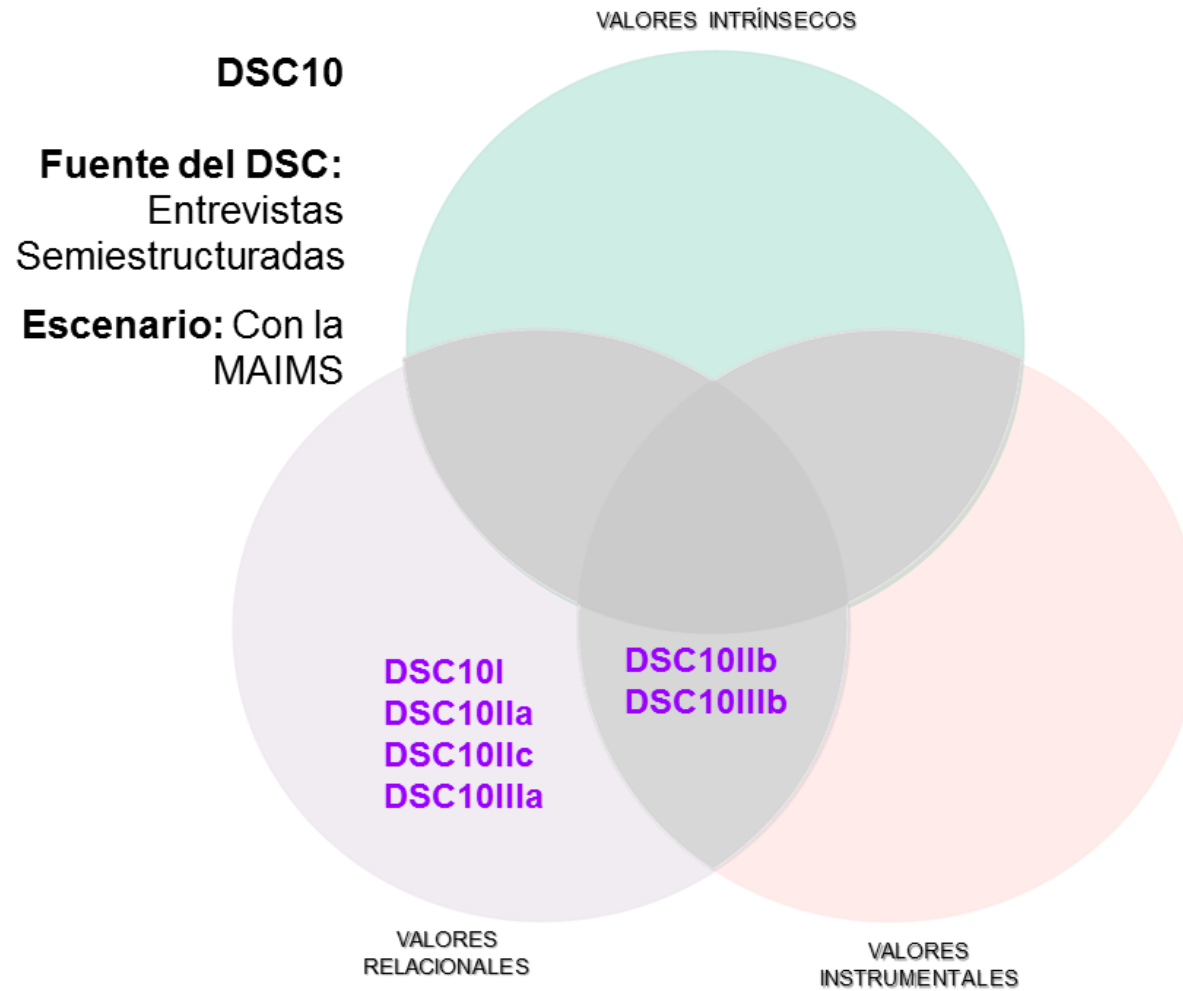 VALORES INTRÍNSECOS
DSC10
Fuente del DSC:
Entrevistas
Semiestructuradas
Escenario: Con la
MAIMS
DSC10I
DSC10IIa
DSC10IIc
DSC10IIIa
DSC10IIb
DSC10IIIb
VALORES
RELACIONALES
VALORES
INSTRUMENTALES